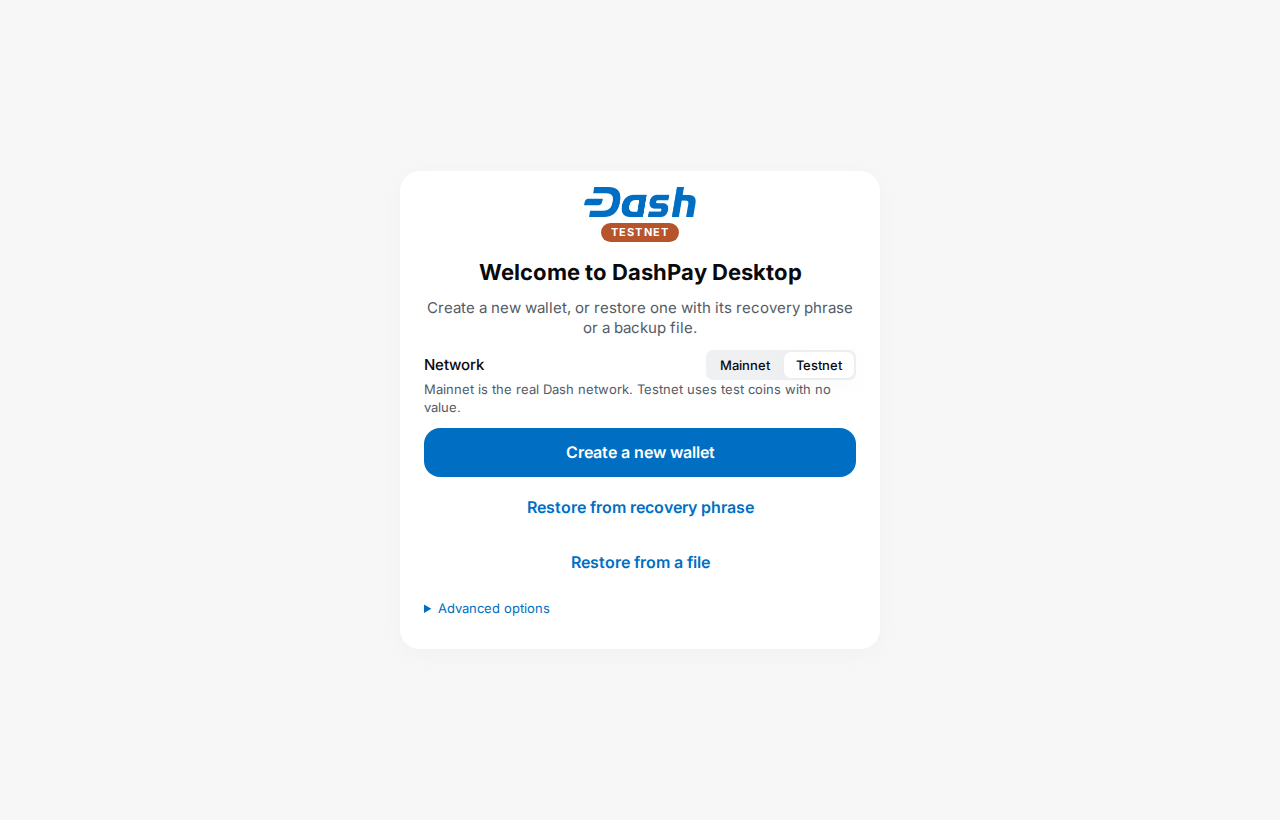 Dash
TESTNET
Welcome to DashPay Desktop
Create a new wallet, or restore one with its recovery phrase
or a backup file.
Network
Mainnet
Testnet
Mainnet is the real Dash network. Testnet uses test coins with no
value.
Create a new wallet
Restore from recovery phrase
Restore from a file
Advanced options